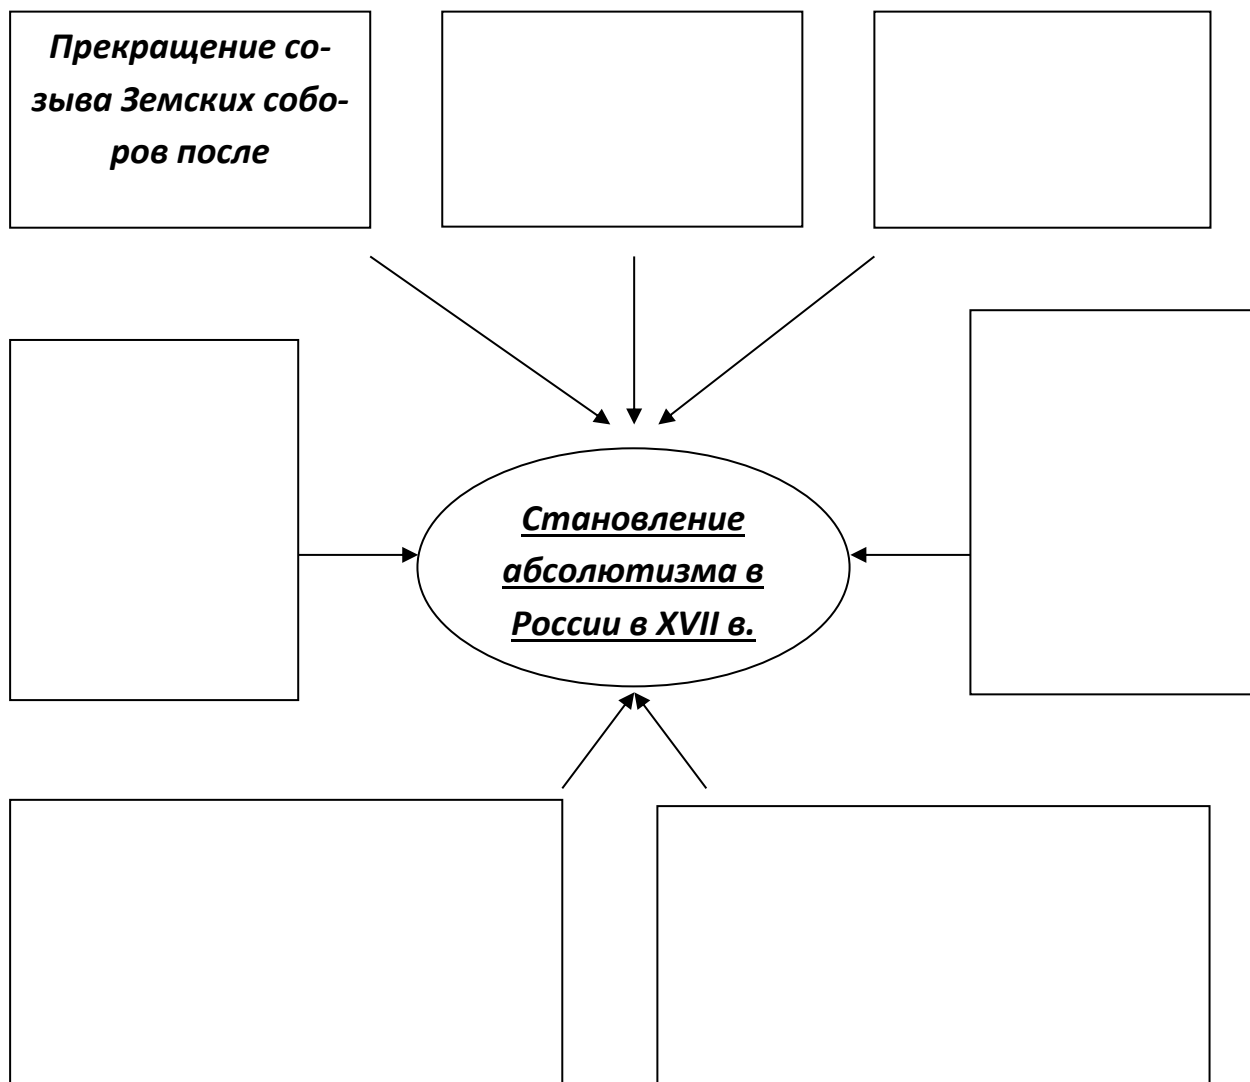 Прекращение со-
зыва Земских собо-
ров после
Становление
абсолютизма в
России в XVII в.